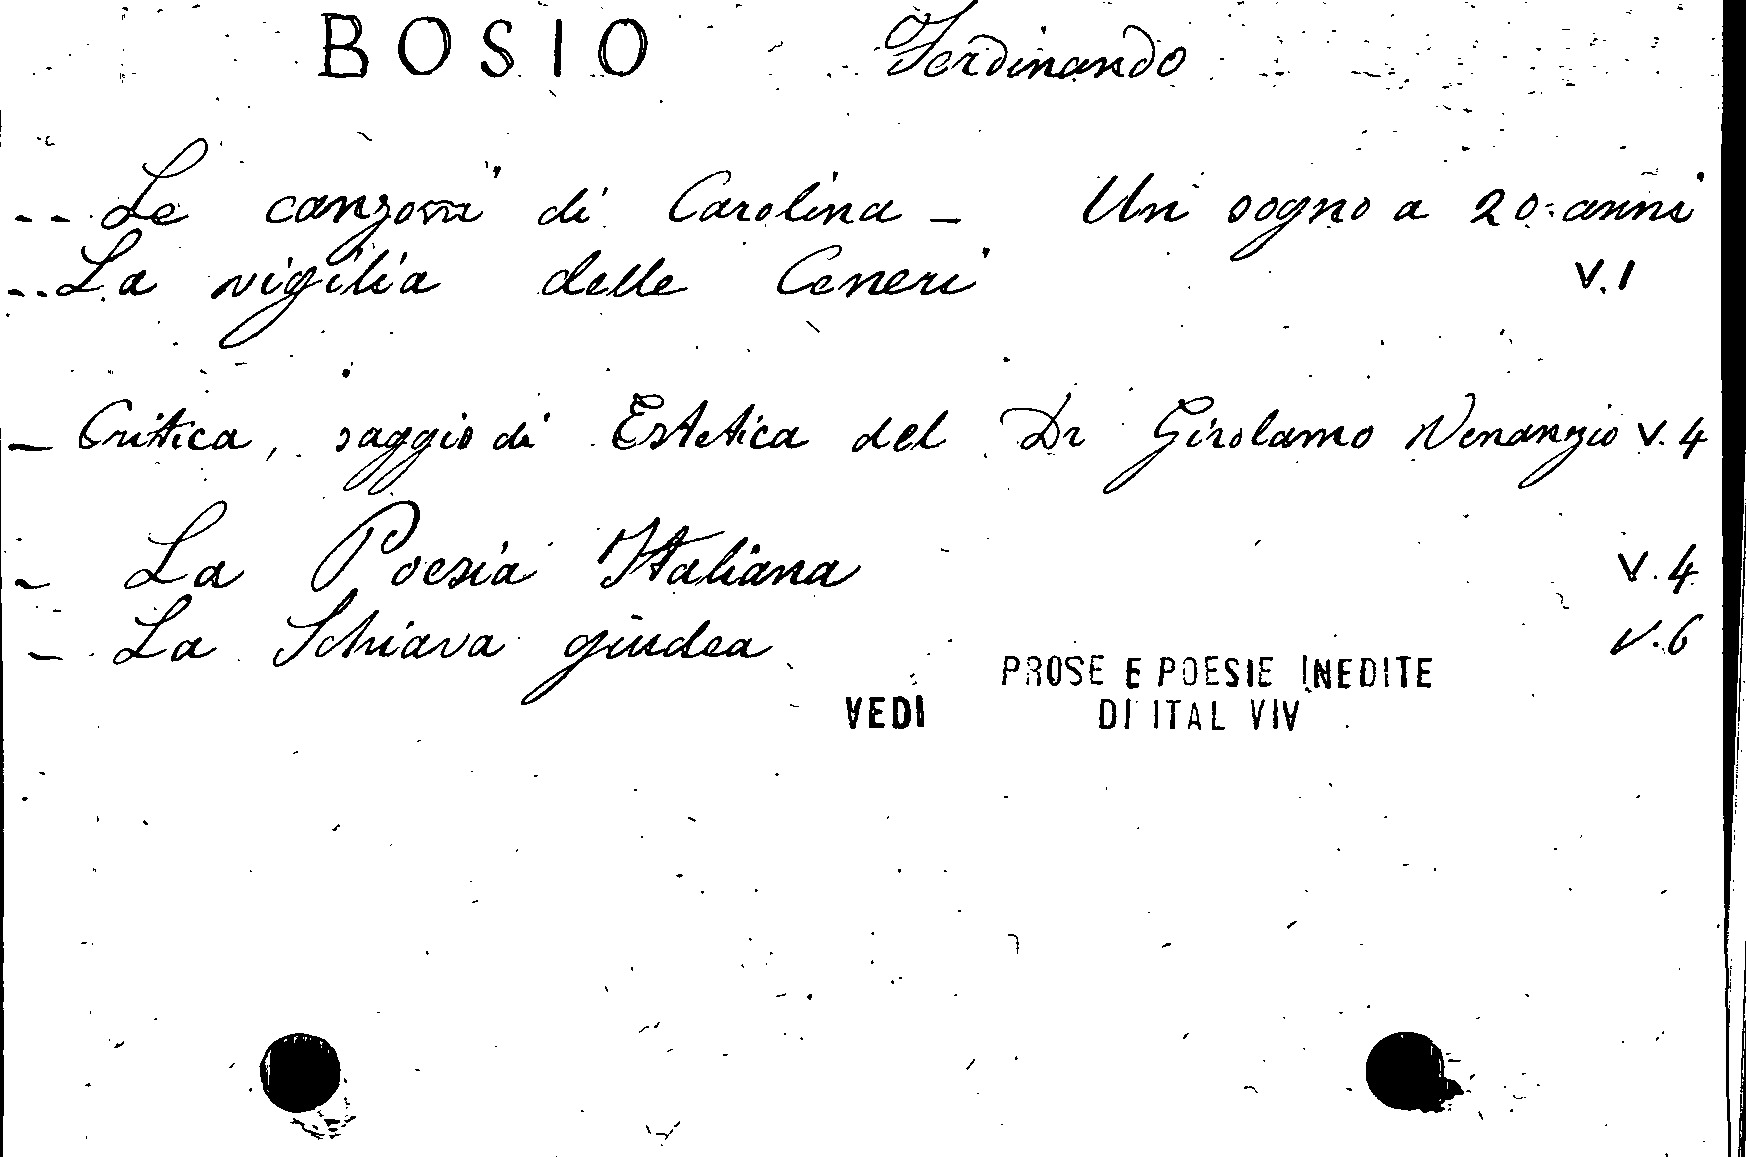 BOSIO Ferdinando
-- Le canzoni di Carolina - Un sogno a 20 anni
-- La vigilia delle Ceneri V.1
- Critica, saggio di Estetica del Dr Girolamo Venanzio V.4
- La Poesia Italiana V.4
- La Schiava giudea V.6
PROSE E POESIE INEDITE
VEDI DI ITAL VIV